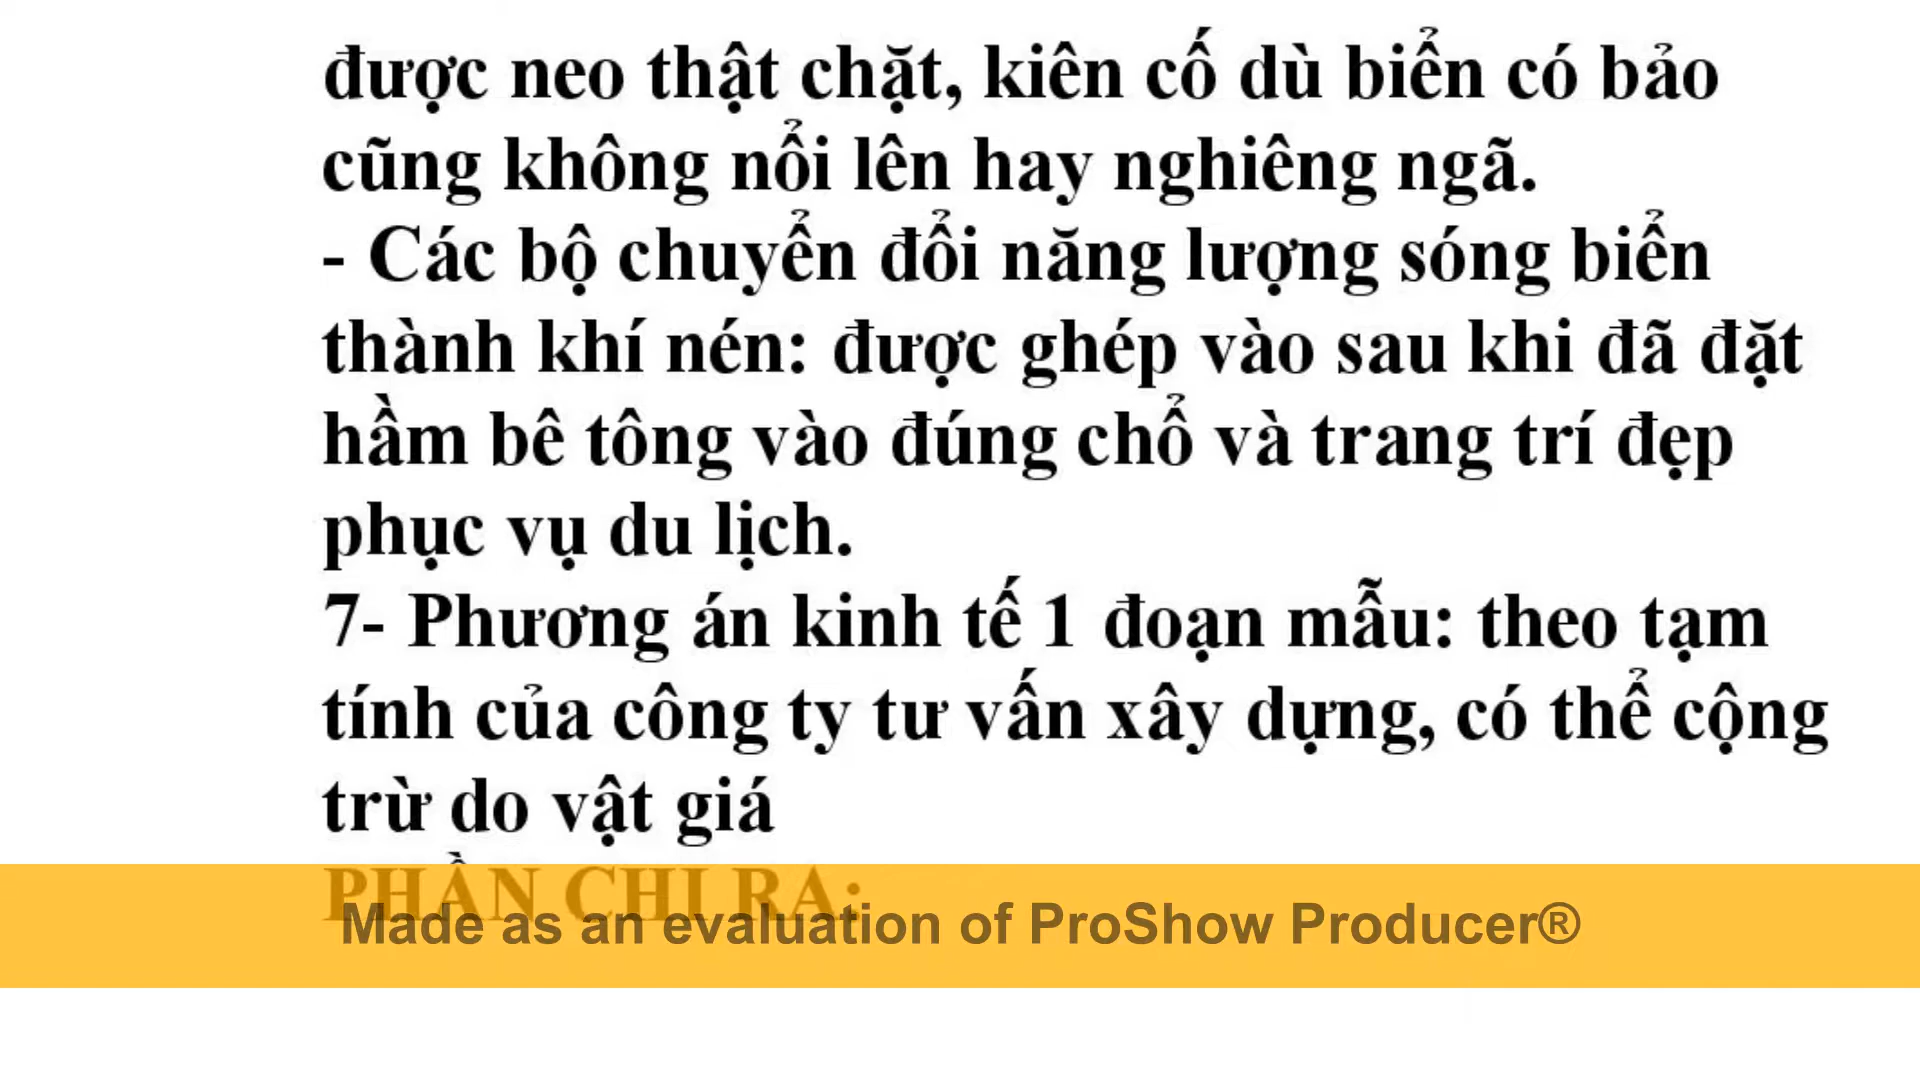 được neo thật chặt, kiên cố dù biển có bảo
cũng không nổi lên hay nghiêng ngã.
- Các bộ chuyển đổi năng lượng sóng biển
thành khí nén: được ghép vào sau khi đã đặt
hầm bê tông vào đúng chổ và trang trí đẹp
phục vụ du lịch.
7- Phương án kinh tế 1 đoạn mẫu: theo tạm
tính của công ty tư vấn xây dựng, có thể cộng
trừ do vật giá
PHẦN CHI RA:
Made as an evaluation of ProShow Producer®